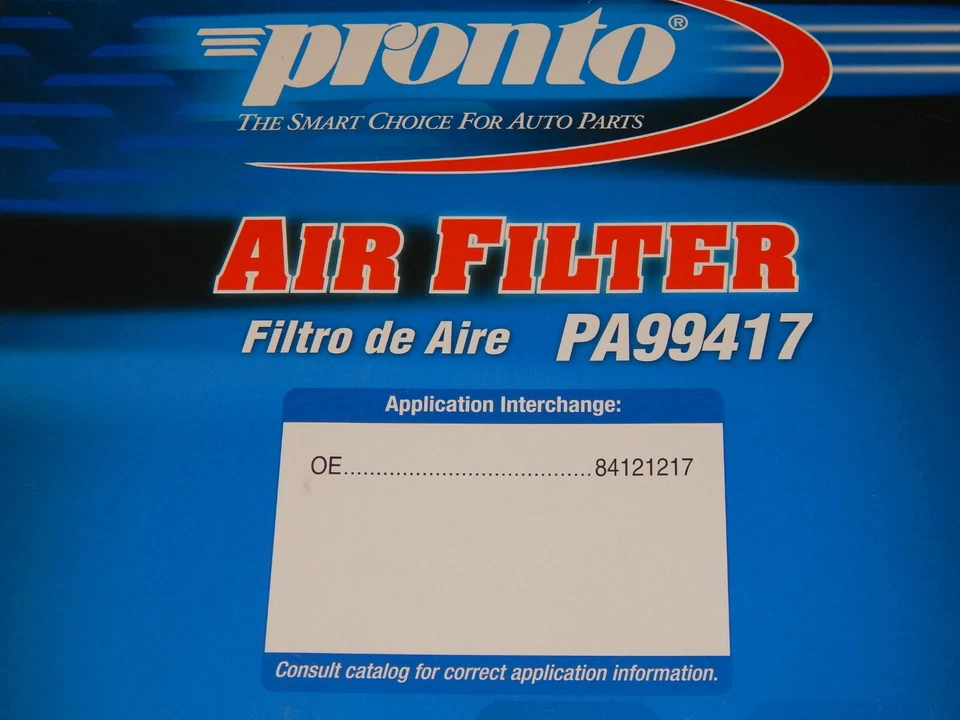 pronto®
THE SMART CHOICE FOR AUTO PARTS
AIR FILTER
Filtro de Aire PA99417
Application Interchange:
OE......................................84121217
Consult catalog for correct application information.